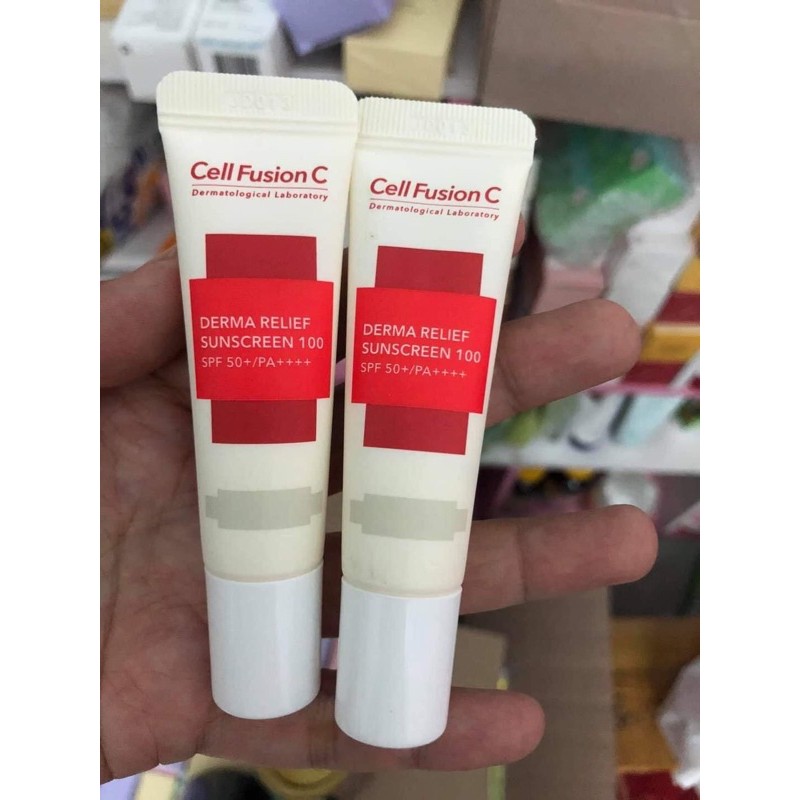 Cell Fusion C
Dermatological Laboratory
DERMA RELIEF
SUNSCREEN 100
SPF 50+/PA++++
Cell Fusion C
Dermatological Laboratory
DERMA RELIEF
SUNSCREEN 100
SPF 50+/PA++++